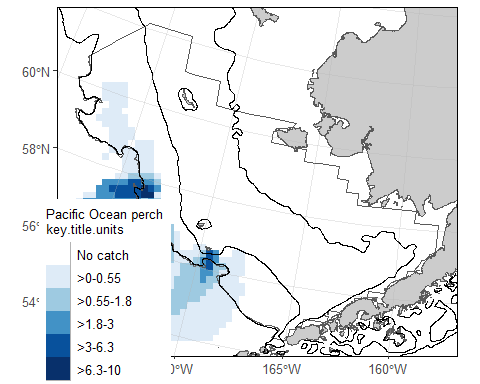 60°N
58°N
56°
54°
Pacific Ocean perch
key.title.units
No catch
>0-0.55
>0.55-1.8
>1.8-3
>3-6.3
>6.3-10
0°W
165°W
160°W